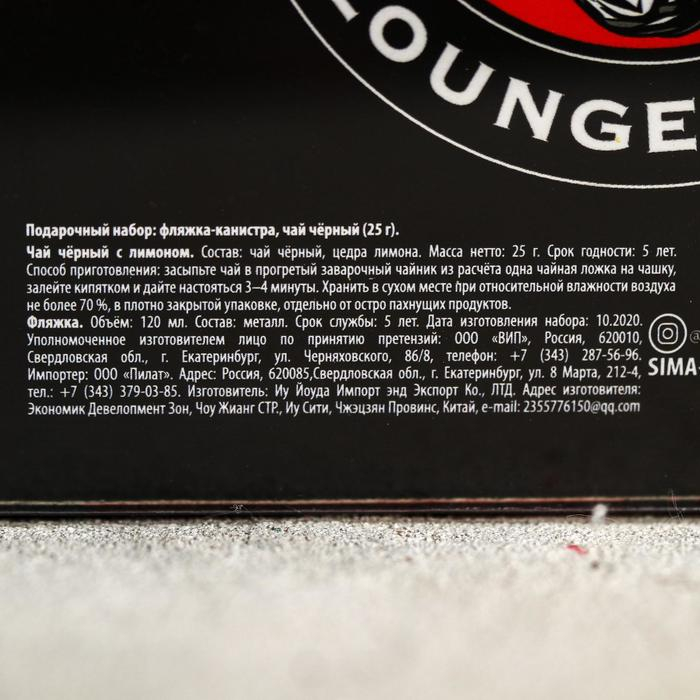 LOUNGE
Подарочный набор: фляжка-канистра, чай чёрный (25 г).
Чай чёрный с лимоном. Состав: чай чёрный, цедра лимона. Масса нетто: 25 г. Срок годности: 5 лет.
Способ приготовления: засыпьте чай в прогретый заварочный чайник из расчёта одна чайная ложка на чашку,
залейте кипятком и дайте настояться 3–4 минуты. Хранить в сухом месте при относительной влажности воздуха
не более 70 %, в плотно закрытой упаковке, отдельно от остро пахнущих продуктов.
Фляжка. Объём: 120 мл. Состав: металл. Срок службы: 5 лет. Дата изготовления набора: 10.2020.
Уполномоченное изготовителем лицо по принятию претензий: ООО «ВИП», Россия, 620010,
Свердловская обл., г. Екатеринбург, ул. Черняховского, 86/8, телефон: +7 (343) 287-56-96.
Импортер: ООО «Пилат». Адрес: Россия, 620085,Свердловская обл., г. Екатеринбург, ул. 8 Марта, 212-4,
тел.: +7 (343) 379-03-85. Изготовитель: Иу Йоуда Импорт энд Экспорт Ко., ЛТД. Адрес изготовителя:
Экономик Девелопмент Зон, Чоу Жианг СТР., Иу Сити, Чжэцзян Провинс, Китай, e-mail: 2355776150@qq.com
@
SIMA-